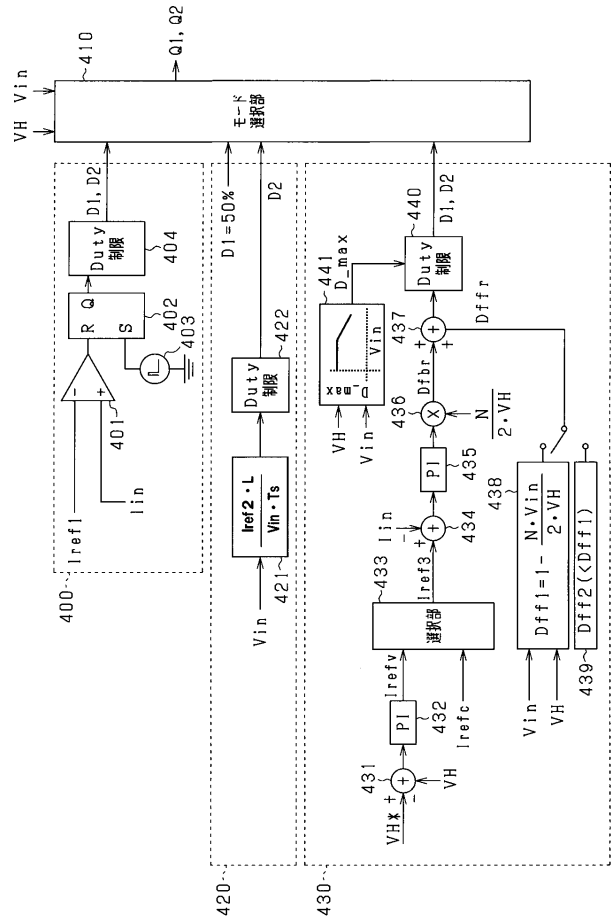 400
Iref1
Iin
401
R
Q
S
402
403
Duty
制限
404
D1, D2
VH
Vin
410
モード
選択部
Q1, Q2
420
Vin
421
Iref2・L
Vin・Ts
Duty
制限
422
D1=50%
D2
430
VH*
+
-
VH
431
+
PI
432
Irefv
Irefc
選択部
433
Iref3
Iin
+
-
+
434
PI
435
×
436
N
2・VH
Dfbr
+
+
+
437
Dffr
VH
Vin
441
D_max
Vin
D_max
Duty
制限
440
D1, D2
Vin
VH
438
Dff1=1-
N・Vin
2・VH
Dff2(<Dff1)
439